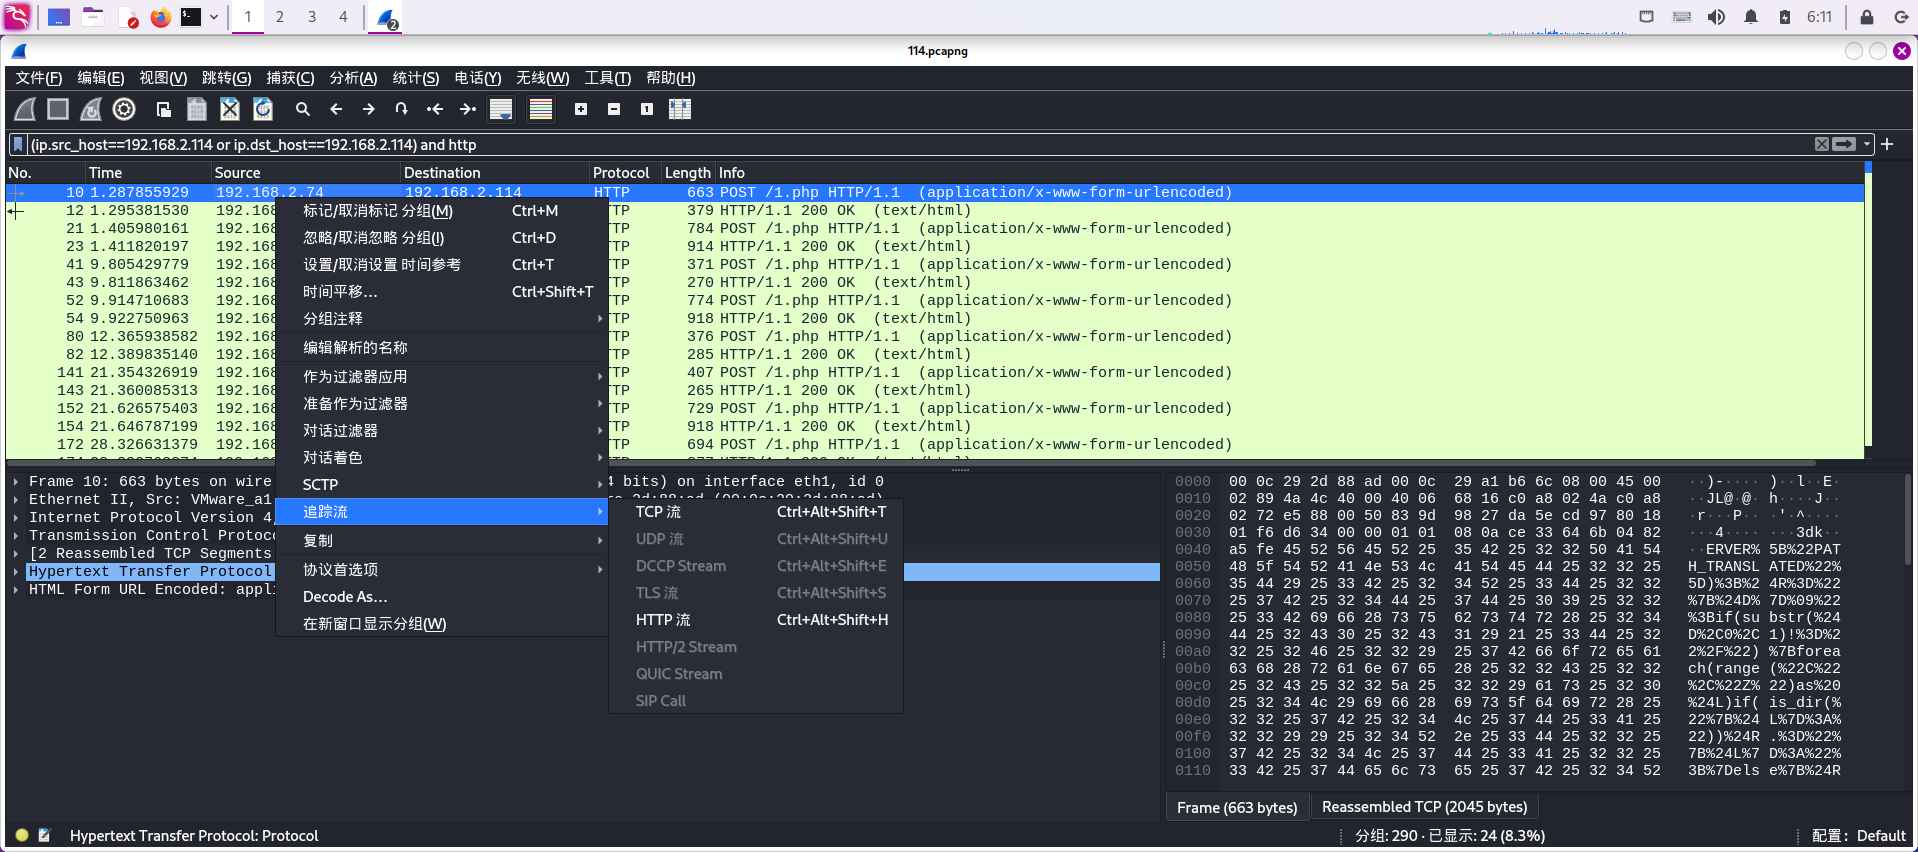 1 2 3 4 2 6:11
114.pcapng
文件(F) 编辑(E) 视图(V) 跳转(G) 捕获(C) 分析(A) 统计(S) 电话(Y) 无线(W) 工具(T) 帮助(H)
(ip.src_host==192.168.2.114 or ip.dst_host==192.168.2.114) and http
No. Time Source Destination Protocol Length Info
10 1.287855929 192.168.2.74 192.168.2.114 HTTP 663 POST /1.php HTTP/1.1 (application/x-www-form-urlencoded)
12 1.295381530 192.168 TP 379 HTTP/1.1 200 OK (text/html)
21 1.405980161 192.168 TP 784 POST /1.php HTTP/1.1 (application/x-www-form-urlencoded)
23 1.411820197 192.168 TP 914 HTTP/1.1 200 OK (text/html)
41 9.805429779 192.168 TP 371 POST /1.php HTTP/1.1 (application/x-www-form-urlencoded)
43 9.811863462 192.168 TP 270 HTTP/1.1 200 OK (text/html)
52 9.914710683 192.168 TP 774 POST /1.php HTTP/1.1 (application/x-www-form-urlencoded)
54 9.922750963 192.168 TP 918 HTTP/1.1 200 OK (text/html)
80 12.365938582 192.168 TP 376 POST /1.php HTTP/1.1 (application/x-www-form-urlencoded)
82 12.389835140 192.168 TP 285 HTTP/1.1 200 OK (text/html)
141 21.354326919 192.168 TP 407 POST /1.php HTTP/1.1 (application/x-www-form-urlencoded)
143 21.360085313 192.168 TP 265 HTTP/1.1 200 OK (text/html)
152 21.626575403 192.168 TP 729 POST /1.php HTTP/1.1 (application/x-www-form-urlencoded)
154 21.646787199 192.168 TP 918 HTTP/1.1 200 OK (text/html)
172 28.326631379 192.168 TP 694 POST /1.php HTTP/1.1 (application/x-www-form-urlencoded)
标记/取消标记 分组(M) Ctrl+M
忽略/取消忽略 分组(I) Ctrl+D
设置/取消设置 时间参考 Ctrl+T
时间平移… Ctrl+Shift+T
分组注释
编辑解析的名称
作为过滤器应用
准备作为过滤器
对话过滤器
对话着色
SCTP
追踪流
复制
协议首选项
Decode As…
在新窗口显示分组(W)
TCP 流 Ctrl+Alt+Shift+T
UDP 流 Ctrl+Alt+Shift+U
DCCP Stream Ctrl+Alt+Shift+E
TLS 流 Ctrl+Alt+Shift+S
HTTP 流 Ctrl+Alt+Shift+H
HTTP/2 Stream
QUIC Stream
SIP Call
Frame 10: 663 bytes on wire 4 bits) on interface eth1, id 0
Ethernet II, Src: VMware_a1
Internet Protocol Version 4,
Transmission Control Protoco
[2 Reassembled TCP Segments
Hypertext Transfer Protocol
HTML Form URL Encoded: appli
0000 00 0c 29 2d 88 ad 00 0c 29 a1 b6 6c 08 00 45 00 ··)-···· )··l··E·
0010 02 89 4a 4c 40 00 40 06 68 16 c0 a8 02 4a c0 a8 ··JL@·@· h····J··
0020 02 72 e5 88 00 50 83 9d 98 27 da 5e cd 97 80 18 ·r···P·· ·'·^····
0030 01 f6 d6 34 00 00 01 01 08 0a ce 33 64 6b 04 82 ···4···· ···3dk··
0040 a5 fe 45 52 56 45 52 25 35 42 25 32 32 50 41 54 ··ERVER% 5B%22PAT
0050 48 5f 54 52 41 4e 53 4c 41 54 45 44 25 32 32 25 H_TRANSL ATED%22%
0060 35 44 29 25 33 42 25 32 34 52 25 33 44 25 32 32 5D)%3B%2 4R%3D%22
0070 25 37 42 25 32 34 44 25 37 44 25 30 39 25 32 32 %7B%24D% 7D%09%22
0080 25 33 42 69 66 28 73 75 62 73 74 72 28 25 32 34 %3Bif(su bstr(%24
0090 44 25 32 43 30 25 32 43 31 29 21 25 33 44 25 32 D%2C0%2C 1)!%3D%2
00a0 32 25 32 46 25 32 32 29 25 37 42 66 6f 72 65 61 2%2F%22) %7Bforea
00b0 63 68 28 72 61 6e 67 65 28 25 32 32 43 25 32 32 ch(range (%22C%22
00c0 25 32 43 25 32 32 5a 25 32 32 29 61 73 25 32 30 %2C%22Z% 22)as%20
00d0 25 32 34 4c 29 69 66 28 69 73 5f 64 69 72 28 25 %24L)if( is_dir(%
00e0 32 32 25 37 42 25 32 34 4c 25 37 44 25 33 41 25 22%7B%24 L%7D%3A%
00f0 32 32 29 29 25 32 34 52 2e 25 33 44 25 32 32 25 22))%24R .%3D%22%
0100 37 42 25 32 34 4c 25 37 44 25 33 41 25 32 32 25 7B%24L%7 D%3A%22%
0110 33 42 25 37 44 65 6c 73 65 25 37 42 25 32 34 52 3B%7Dels e%7B%24R
Frame (663 bytes) Reassembled TCP (2045 bytes)
Hypertext Transfer Protocol: Protocol 分组: 290 · 已显示: 24 (8.3%) 配置: Default